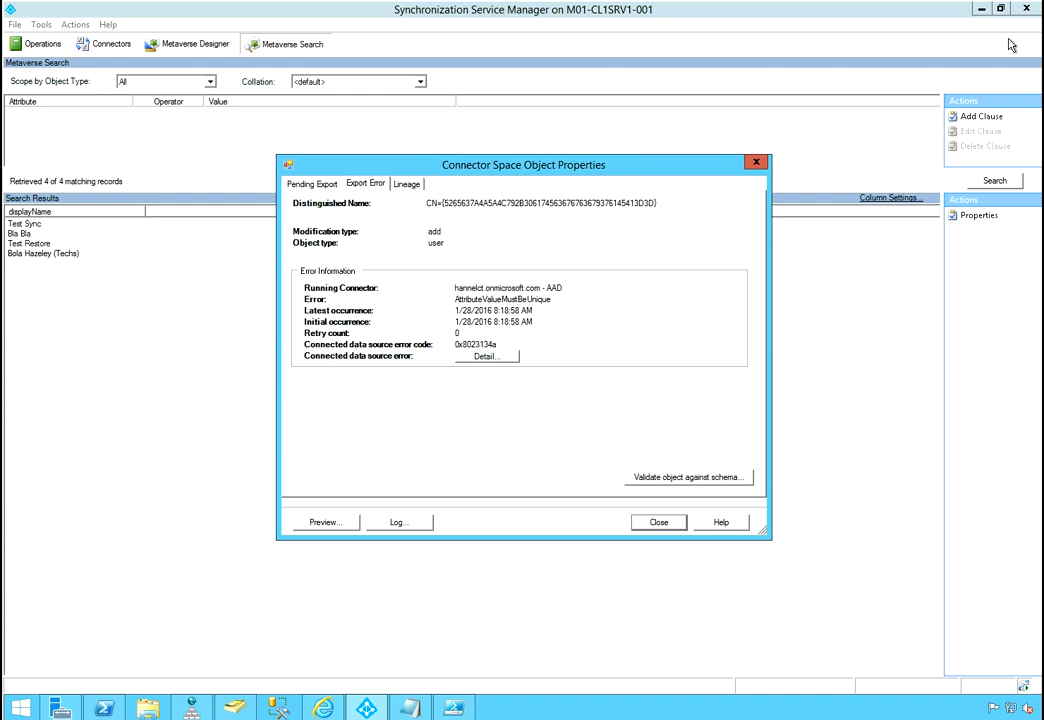 Synchronization Service Manager on M01-CL1SRV1-001
File Tools Actions Help
Operations Connectors Metaverse Designer Metaverse Search
Metaverse Search
Scope by Object Type: All Collation: <default>
Attribute Operator Value
Actions
Add Clause
Edit Clause
Delete Clause
Retrieved 4 of 4 matching records
Search
Search Results
Column Settings...
displayName
Test Sync
Bla Bla
Test Restore
Bola Hazeley (Techs)
Actions
Properties
Connector Space Object Properties
Pending Export Export Error Lineage
Distinguished Name: CN={5265637A4A5A4C792B306174563676763679376145413D3D}
Modification type: add
Object type: user
Error Information
Running Connector: hannelct.onmicrosoft.com - AAD
Error: AttributeValueMustBeUnique
Latest occurrence: 1/28/2016 8:18:58 AM
Initial occurrence: 1/28/2016 8:18:58 AM
Retry count: 0
Connected data source error code: 0x8023134a
Connected data source error: Detail...
Validate object against schema...
Preview... Log... Close Help